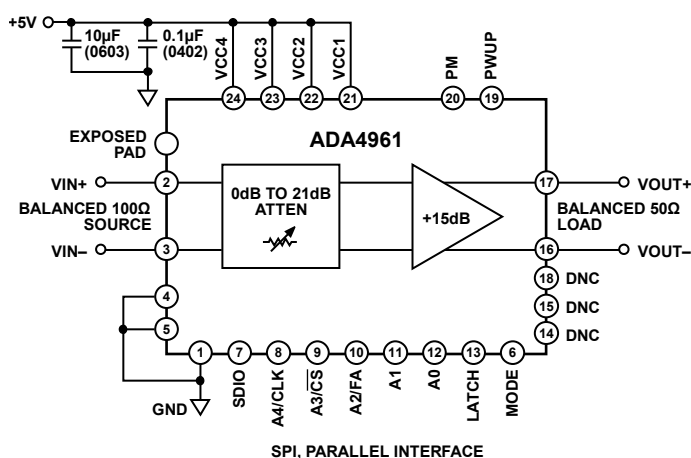 +5V
10µF
(0603)
0.1µF
(0402)
VCC4
VCC3
VCC2
VCC1
PM
PWUP
24
23
22
21
20
19
ADA4961
EXPOSED
PAD
VIN+
2
0dB TO 21dB
ATTEN
+15dB
17
VOUT+
BALANCED 100Ω
SOURCE
BALANCED 50Ω
LOAD
VIN–
3
16
VOUT–
18
DNC
4
15
DNC
5
14
DNC
1
7
8
9
10
11
12
13
6
GND
SDIO
A4/CLK
A3/C̅S̅
A2/FA
A1
A0
LATCH
MODE
SPI, PARALLEL INTERFACE